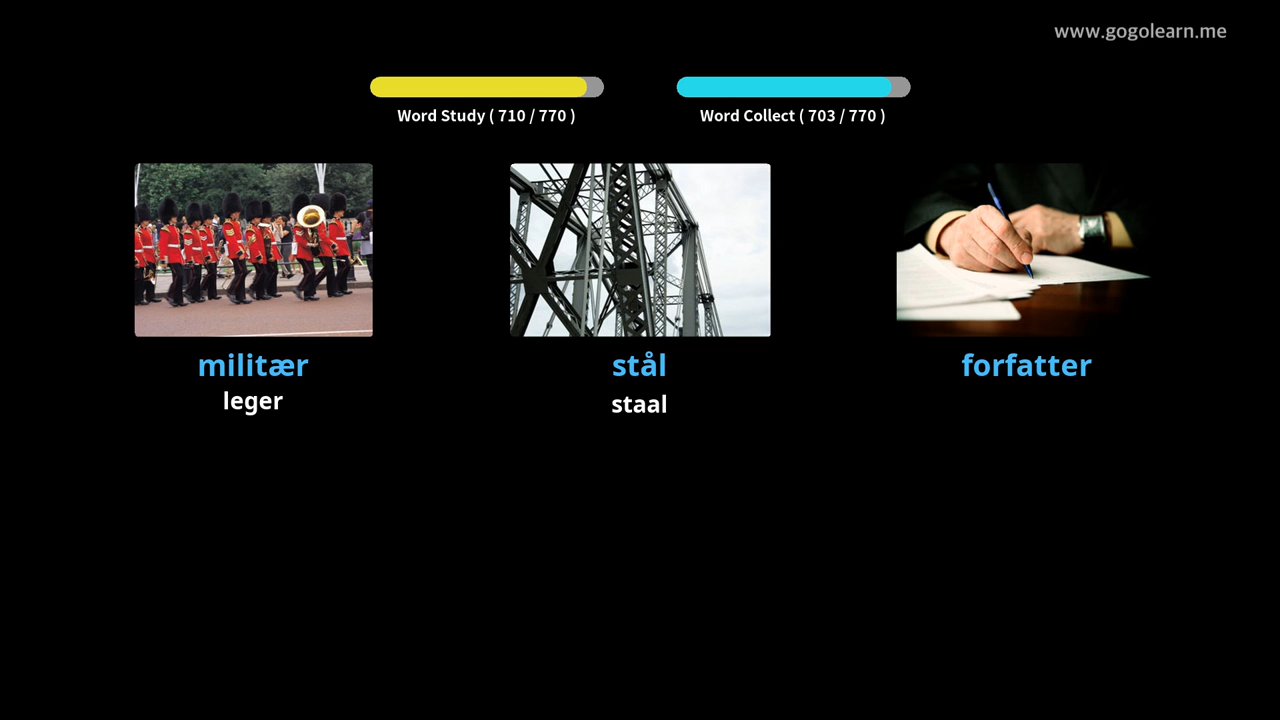 www.gogolearn.me
Word Study ( 710 / 770 )
Word Collect ( 703 / 770 )
militær
stål
forfatter
leger
staal